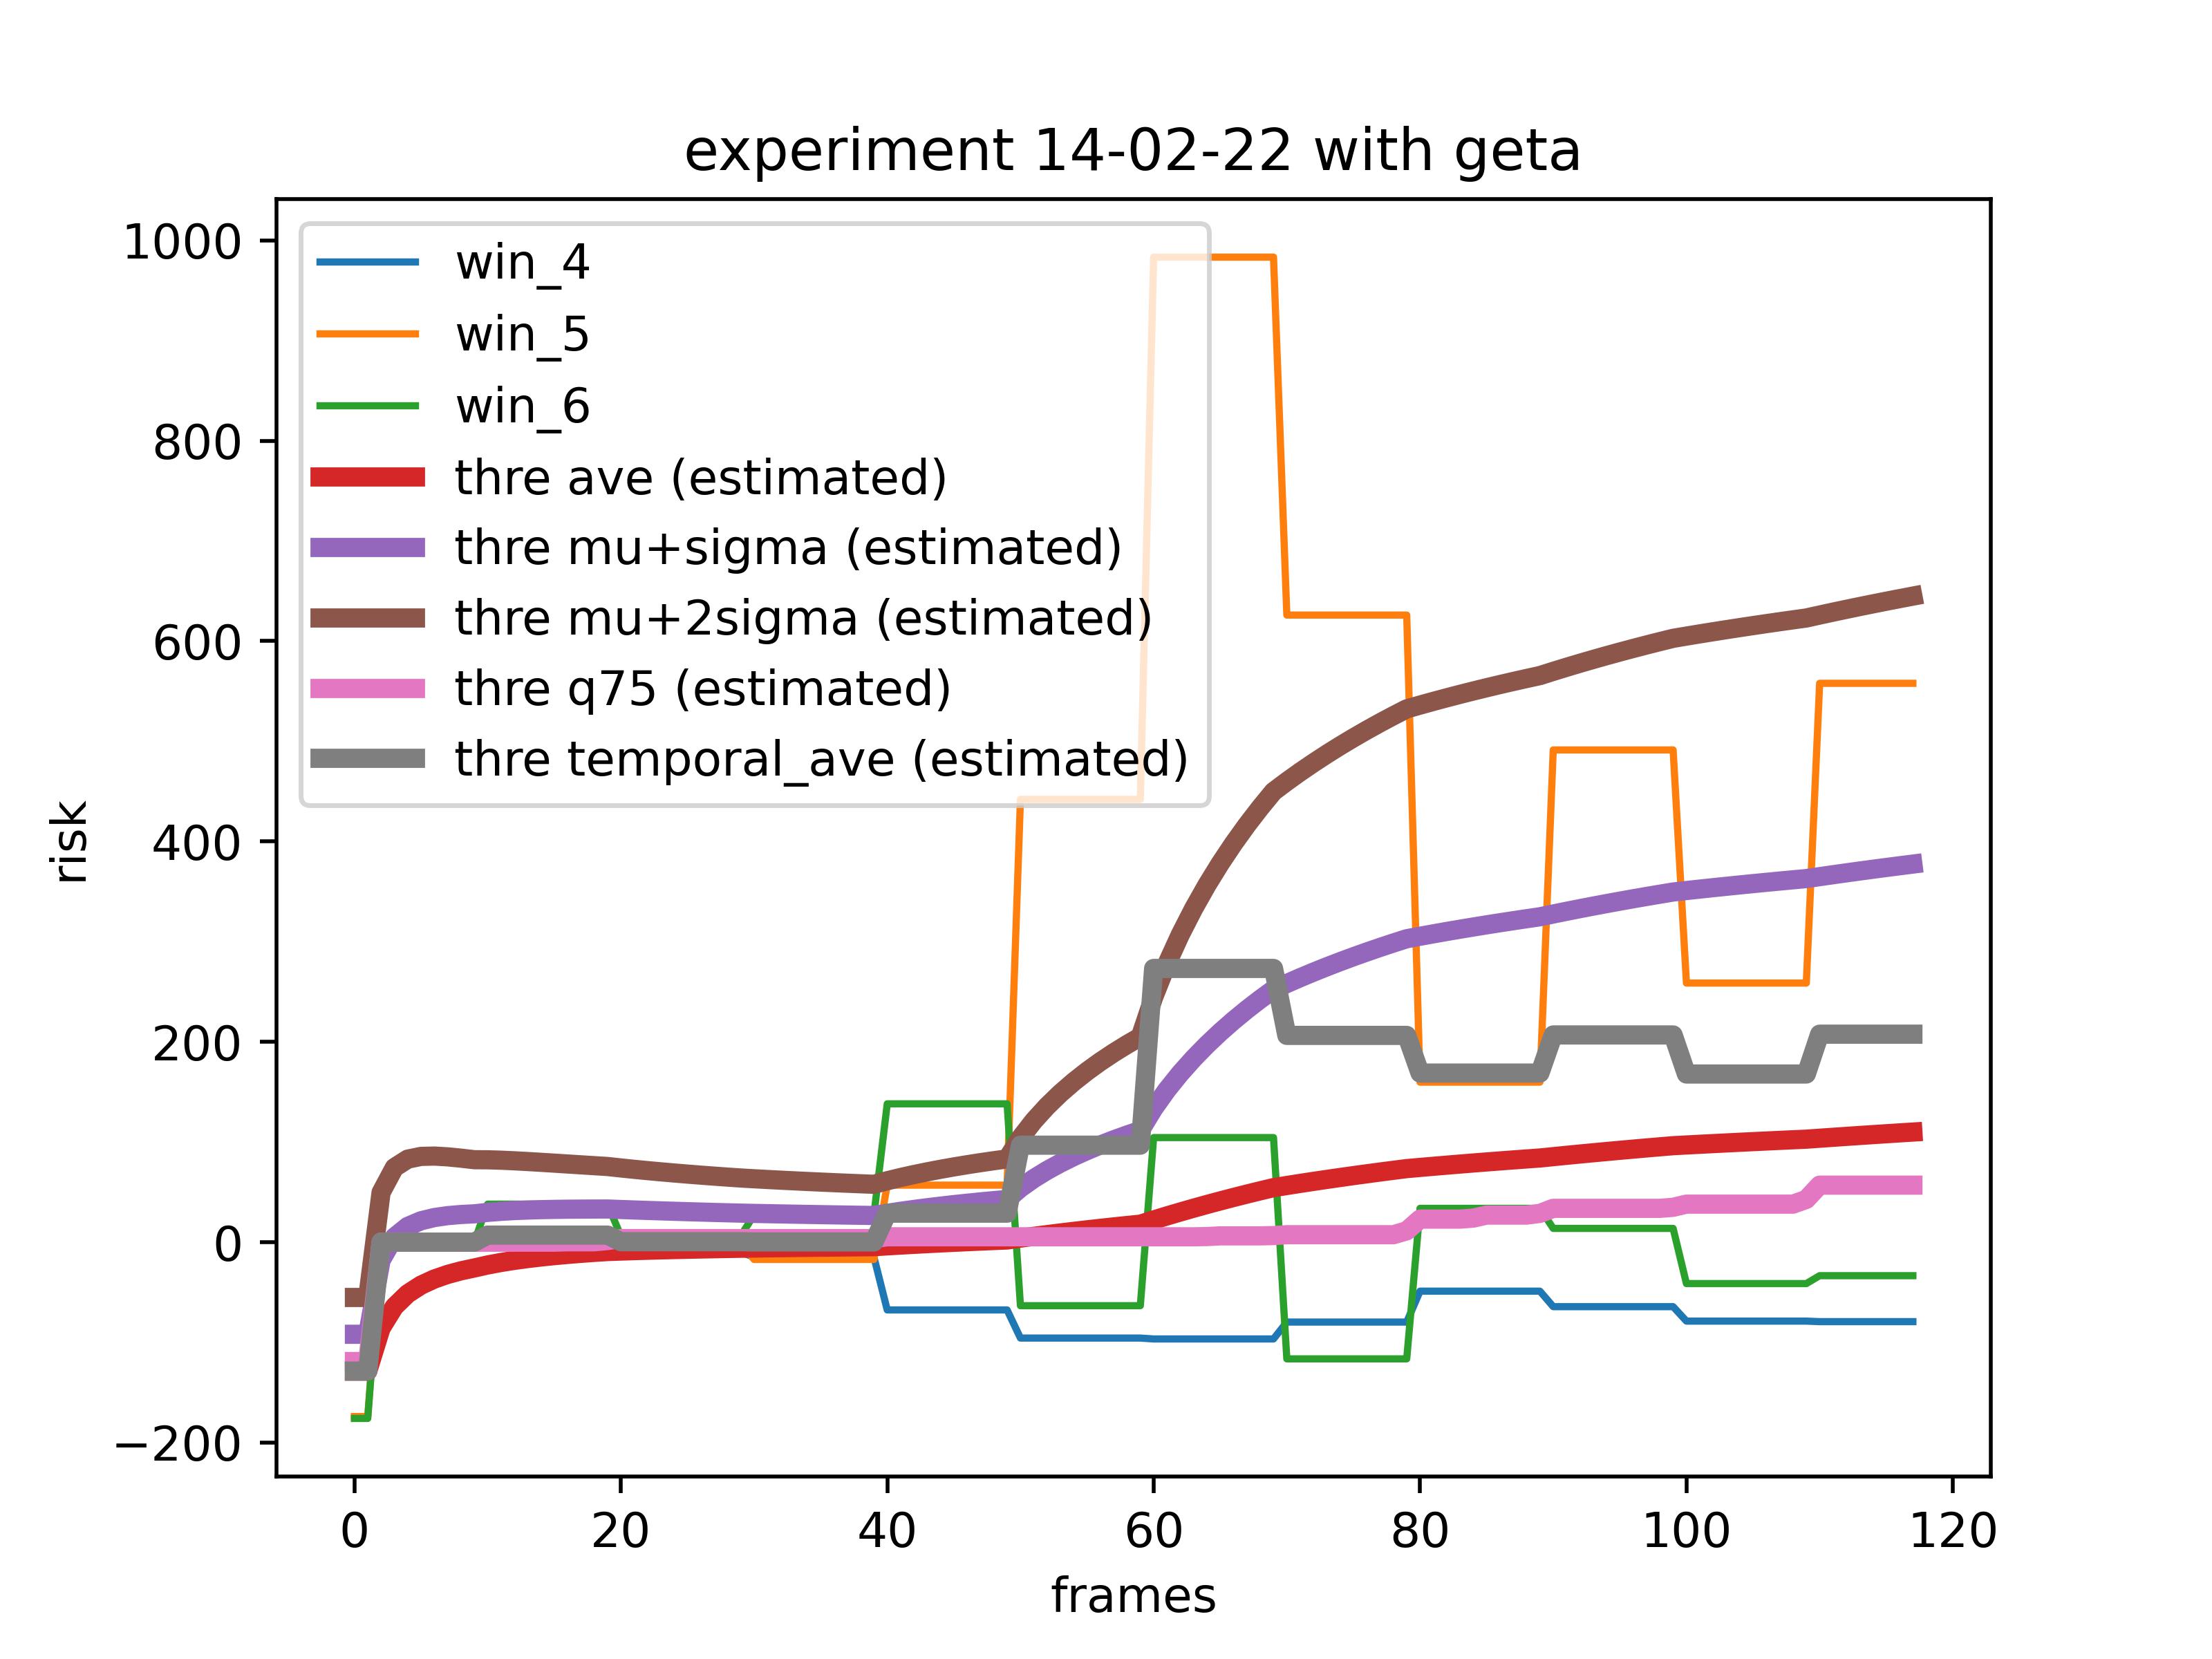 experiment 14-02-22 with geta
1000
800
600
400
200
0
−200
risk
win_4
win_5
win_6
thre ave (estimated)
thre mu+sigma (estimated)
thre mu+2sigma (estimated)
thre q75 (estimated)
thre temporal_ave (estimated)
0 20 40 60 80 100 120
frames